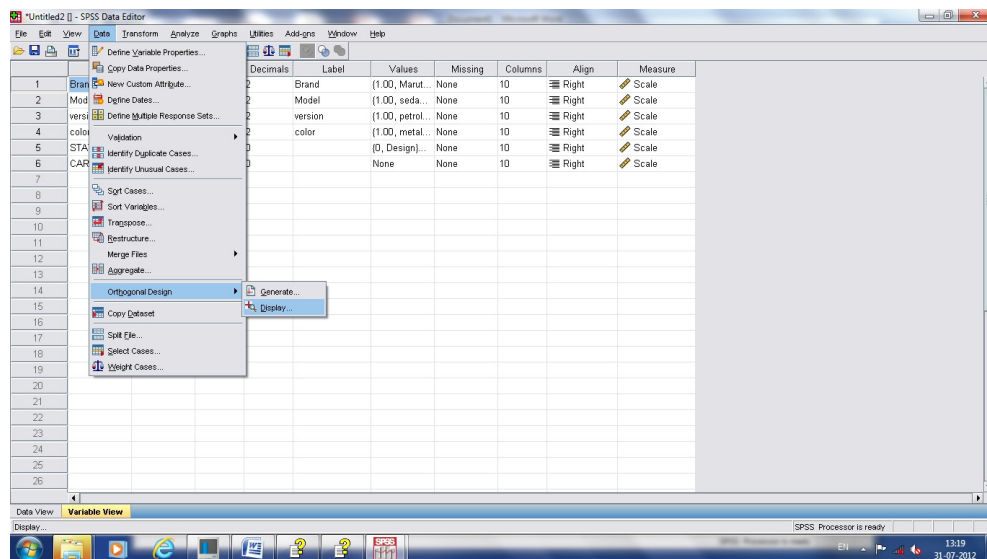 *Untitled2 [] - SPSS Data Editor
File Edit View Data Transform Analyze Graphs Utilities Add-ons Window Help
Define Variable Properties...
Copy Data Properties...
New Custom Attribute...
Define Dates...
Define Multiple Response Sets...
Validation
Identify Duplicate Cases...
Identify Unusual Cases...
Sort Cases...
Sort Variables...
Transpose...
Restructure...
Merge Files
Aggregate...
Orthogonal Design
Copy Dataset
Split File...
Select Cases...
Weight Cases...
Generate...
Display...
Decimals Label Values Missing Columns Align Measure
1 Bran 2 Brand {1.00, Marut... None 10 Right Scale
2 Mod 2 Model {1.00, seda... None 10 Right Scale
3 versi 2 version {1.00, petrol... None 10 Right Scale
4 color 2 color {1.00, metal... None 10 Right Scale
5 STA 0 {0, Design}... None 10 Right Scale
6 CAR 0 None None 10 Right Scale
7
8
9
10
11
12
13
14
15
16
17
18
19
20
21
22
23
24
25
26
Data View Variable View
Display...
SPSS Processor is ready
SPSS
EN
13:19
31-07-2012